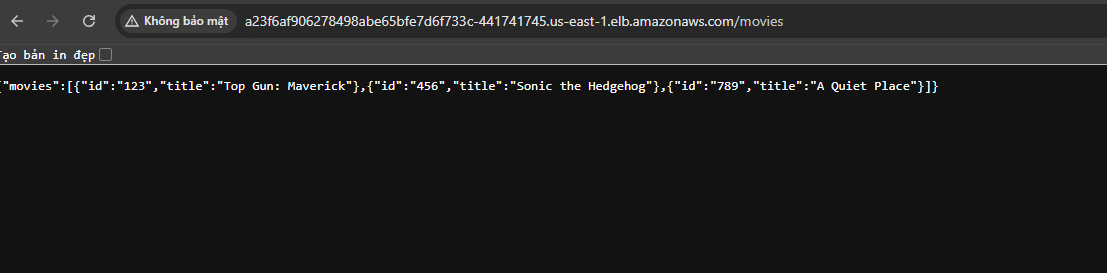 Không bảo mật a23f6af906278498abe65bfe7d6f733c-441741745.us-east-1.elb.amazonaws.com/movies
Tạo bản in đẹp
{"movies":[{"id":"123","title":"Top Gun: Maverick"},{"id":"456","title":"Sonic the Hedgehog"},{"id":"789","title":"A Quiet Place"}]}